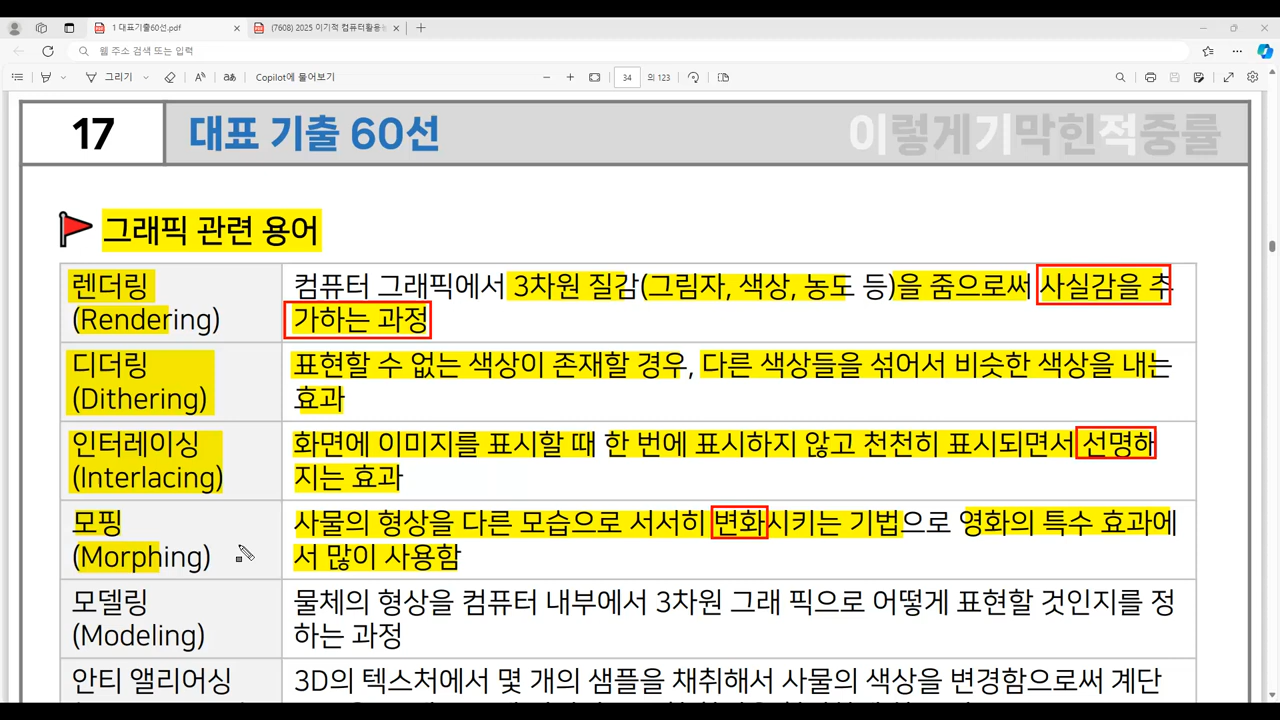 1 대표기출60선.pdf
(7608) 2025 이기적 컴퓨터활용능
웹 주소 검색 또는 입력
그리기
Copilot에 물어보기
34 의 123
17 대표 기출 60선 이렇게기막힌적중률
그래픽 관련 용어
렌더링
(Rendering)
컴퓨터 그래픽에서 3차원 질감(그림자, 색상, 농도 등)을 줌으로써 사실감을 추
가하는 과정
디더링
(Dithering)
표현할 수 없는 색상이 존재할 경우, 다른 색상들을 섞어서 비슷한 색상을 내는
효과
인터레이싱
(Interlacing)
화면에 이미지를 표시할 때 한 번에 표시하지 않고 천천히 표시되면서 선명해
지는 효과
모핑
(Morphing)
사물의 형상을 다른 모습으로 서서히 변화시키는 기법으로 영화의 특수 효과에
서 많이 사용함
모델링
(Modeling)
물체의 형상을 컴퓨터 내부에서 3차원 그래 픽으로 어떻게 표현할 것인지를 정
하는 과정
안티 앨리어싱
3D의 텍스처에서 몇 개의 샘플을 채취해서 사물의 색상을 변경함으로써 계단